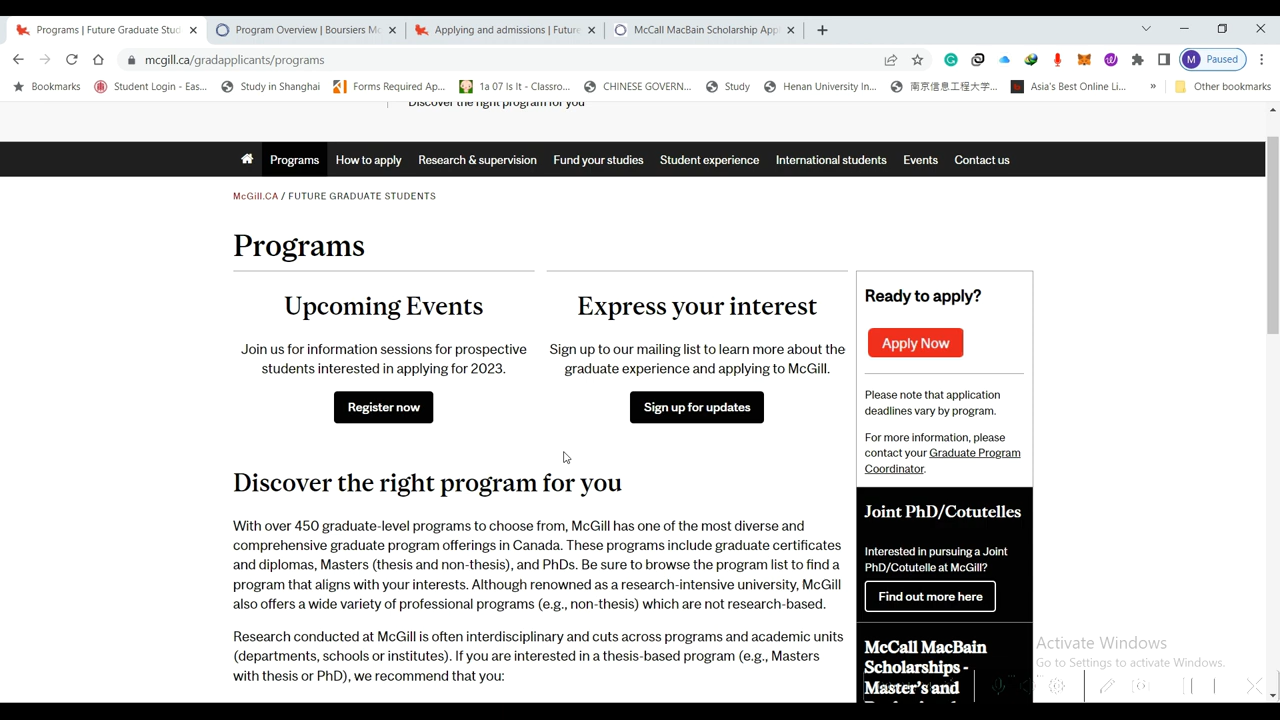 Programs | Future Graduate Stud
Program Overview | Boursiers Mc
Applying and admissions | Future
McCall MacBain Scholarship Appl
mcgill.ca/gradapplicants/programs
M Paused
Bookmarks
Student Login - Eas...
Study in Shanghai
Forms Required Ap...
1a 07 Is It - Classro...
CHINESE GOVERN...
Study
Henan University In...
南京信息工程大学...
Asia's Best Online Li...
»
Other bookmarks
Discover the right program for you
Programs
How to apply
Research & supervision
Fund your studies
Student experience
International students
Events
Contact us
McGill.CA / FUTURE GRADUATE STUDENTS
Programs
Upcoming Events
Join us for information sessions for prospective
students interested in applying for 2023.
Register now
Express your interest
Sign up to our mailing list to learn more about the
graduate experience and applying to McGill.
Sign up for updates
Discover the right program for you
With over 450 graduate-level programs to choose from, McGill has one of the most diverse and
comprehensive graduate program offerings in Canada. These programs include graduate certificates
and diplomas, Masters (thesis and non-thesis), and PhDs. Be sure to browse the program list to find a
program that aligns with your interests. Although renowned as a research-intensive university, McGill
also offers a wide variety of professional programs (e.g., non-thesis) which are not research-based.
Research conducted at McGill is often interdisciplinary and cuts across programs and academic units
(departments, schools or institutes). If you are interested in a thesis-based program (e.g., Masters
with thesis or PhD), we recommend that you:
Ready to apply?
Apply Now
Please note that application
deadlines vary by program.
For more information, please
contact your Graduate Program
Coordinator.
Joint PhD/Cotutelles
Interested in pursuing a Joint
PhD/Cotutelle at McGill?
Find out more here
McCall MacBain
Scholarships -
Master's and
Activate Windows
Go to Settings to activate Windows.